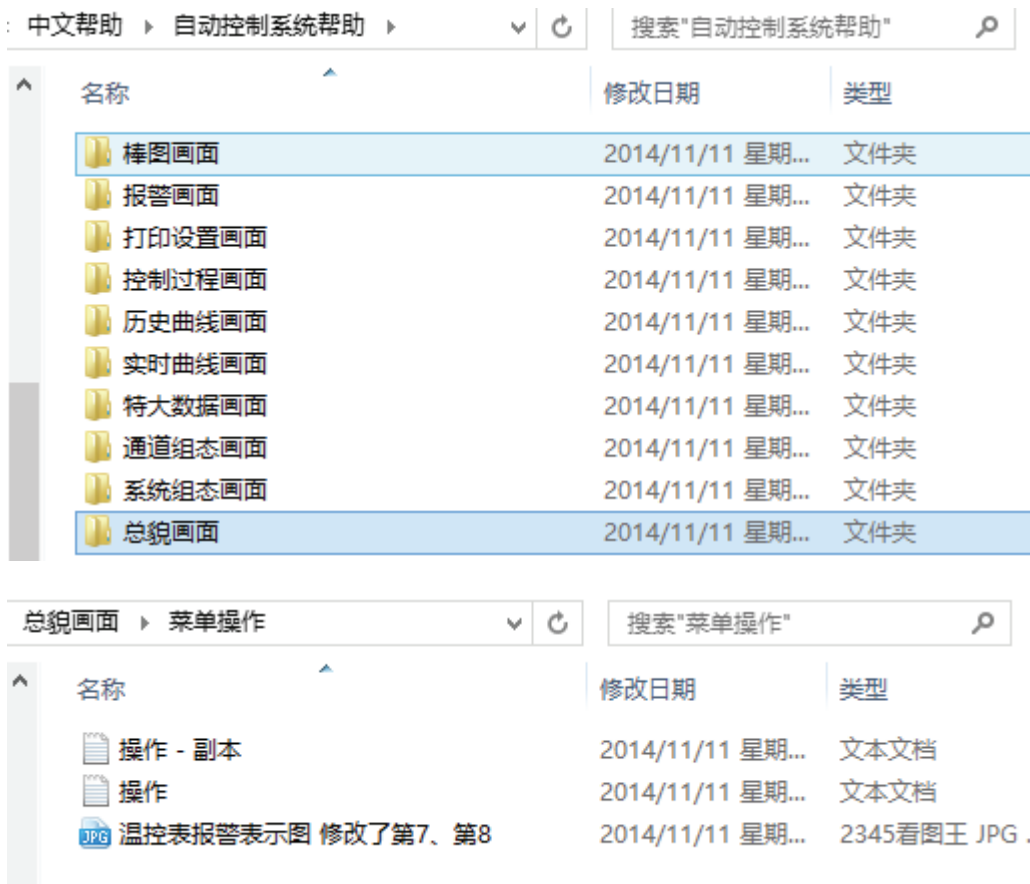 中文帮助 ▸ 自动控制系统帮助 ▸ 搜索"自动控制系统帮助"
名称 修改日期 类型
棒图画面 2014/11/11 星期... 文件夹
报警画面 2014/11/11 星期... 文件夹
打印设置画面 2014/11/11 星期... 文件夹
控制过程画面 2014/11/11 星期... 文件夹
历史曲线画面 2014/11/11 星期... 文件夹
实时曲线画面 2014/11/11 星期... 文件夹
特大数据画面 2014/11/11 星期... 文件夹
通道组态画面 2014/11/11 星期... 文件夹
系统组态画面 2014/11/11 星期... 文件夹
总貌画面 2014/11/11 星期... 文件夹
总貌画面 ▸ 菜单操作 搜索"菜单操作"
名称 修改日期 类型
操作 - 副本 2014/11/11 星期... 文本文档
操作 2014/11/11 星期... 文本文档
JPG 温控表报警表示图 修改了第7、第8 2014/11/11 星期... 2345看图王 JPG .